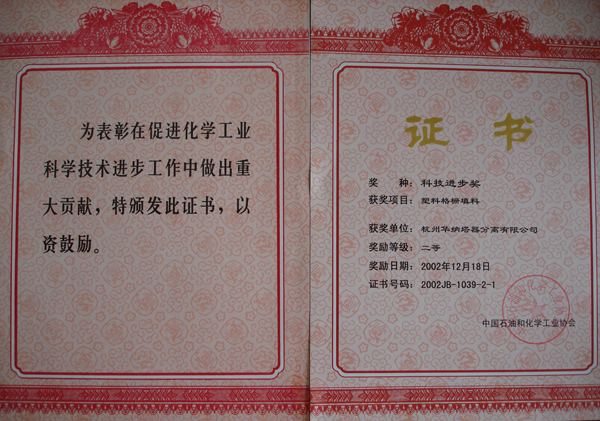 为表彰在促进化学工业
科学技术进步工作中做出重
大贡献，特颁发此证书，以
资鼓励。
证书
奖 种：科技进步奖
获奖项目：塑料格栅填料
获奖单位：杭州华纳塔器分离有限公司
奖励等级：二等
奖励日期：2002年12月18日
证书号码：2002JB-1039-2-1
中国石油和化学工业协会